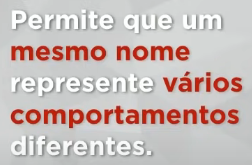 Permite que um
mesmo nome
represente vários
comportamentos
diferentes.